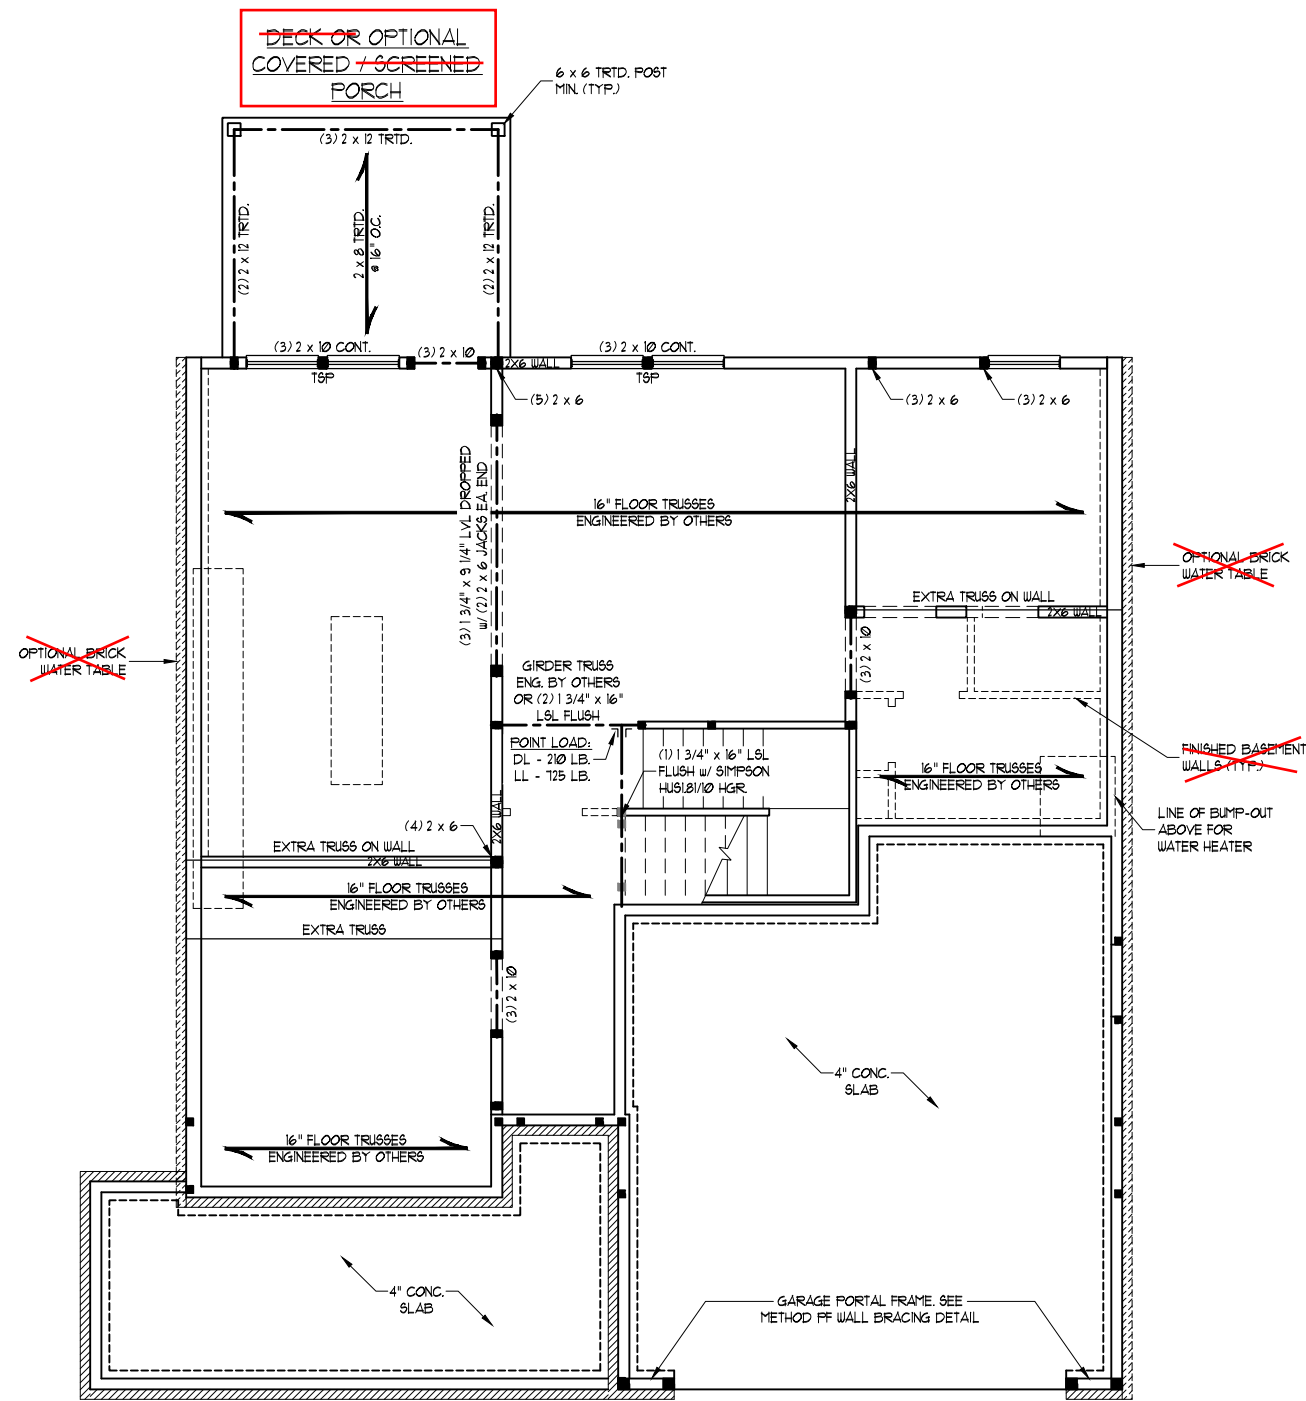 DECK OR OPTIONAL
COVERED / SCREENED
PORCH
6 x 6 TRTD. POST
MIN. (TYP.)
(3) 2 x 12 TRTD.
(2) 2 x 12 TRTD.
2 x 8 TRTD.
@ 16" O.C.
(2) 2 x 12 TRTD.
(3) 2 x 10 CONT.
(3) 2 x 10
(3) 2 x 10 CONT.
2X6 WALL
TSP
TSP
(5) 2 x 6
(3) 2 x 6
(3) 2 x 6
(3) 1 3/4" x 9 1/4" LVL DROPPED
w/ (2) 2 x 6 JACKS EA. END
2X6 WALL
16" FLOOR TRUSSES
ENGINEERED BY OTHERS
OPTIONAL BRICK
WATER TABLE
EXTRA TRUSS ON WALL
2X6 WALL
OPTIONAL BRICK
WATER TABLE
(3) 2 x 10
GIRDER TRUSS
ENG. BY OTHERS
OR (2) 1 3/4" x 16"
LSL FLUSH
POINT LOAD:
DL - 210 LB.
LL - 725 LB.
(1) 1 3/4" x 16" LSL
FLUSH w/ SIMPSON
HUS1.81/10 HGR.
FINISHED BASEMENT
WALLS (TYP.)
16" FLOOR TRUSSES
ENGINEERED BY OTHERS
LINE OF BUMP-OUT
ABOVE FOR
WATER HEATER
2X6 WALL
(4) 2 x 6
EXTRA TRUSS ON WALL
2X6 WALL
16" FLOOR TRUSSES
ENGINEERED BY OTHERS
EXTRA TRUSS
(3) 2 x 10
4" CONC.
SLAB
16" FLOOR TRUSSES
ENGINEERED BY OTHERS
4" CONC.
SLAB
GARAGE PORTAL FRAME. SEE
METHOD PF WALL BRACING DETAIL